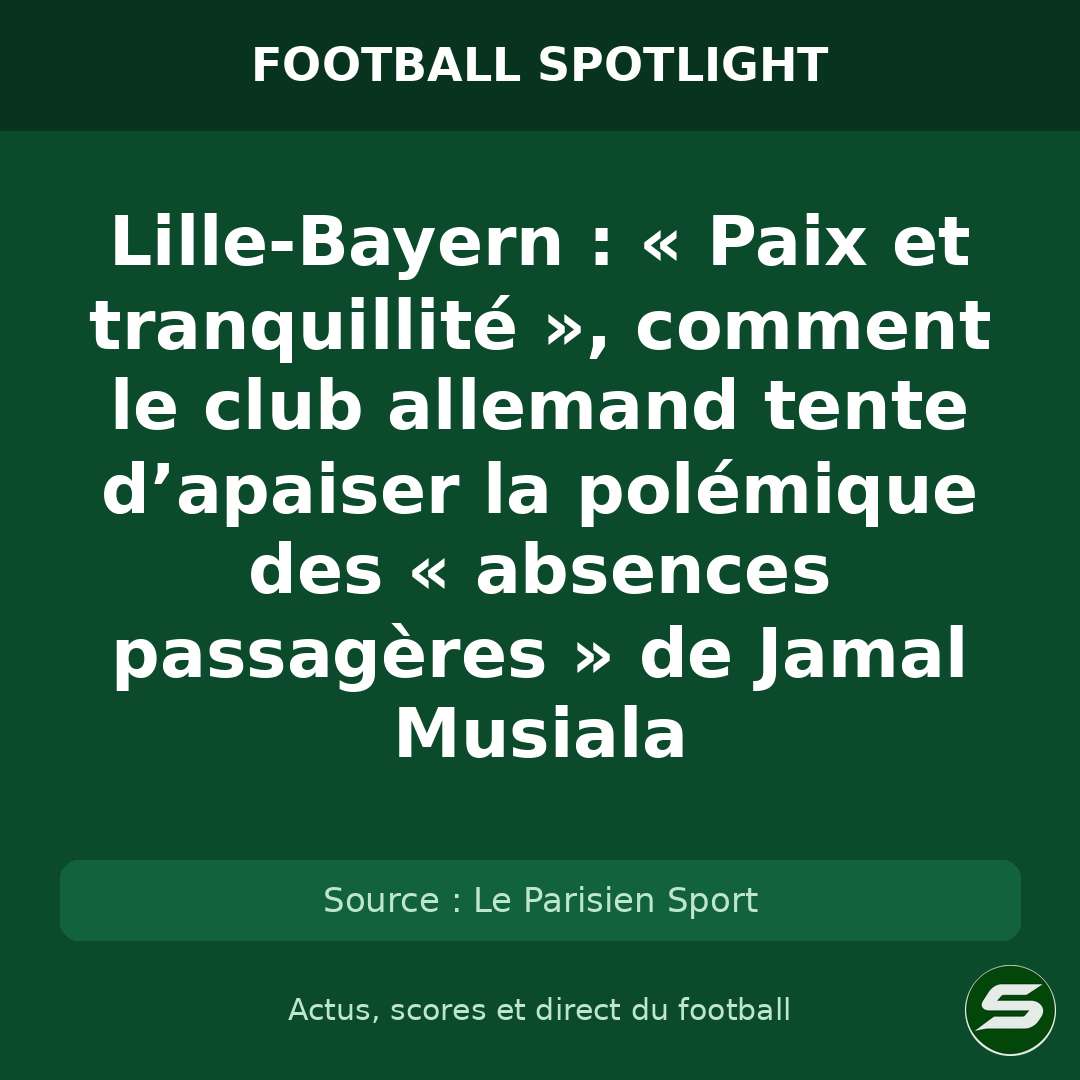 FOOTBALL SPOTLIGHT
Lille-Bayern : « Paix et
tranquillité », comment
le club allemand tente
d’apaiser la polémique
des « absences
passagères » de Jamal
Musiala
Source : Le Parisien Sport
Actus, scores et direct du football
S